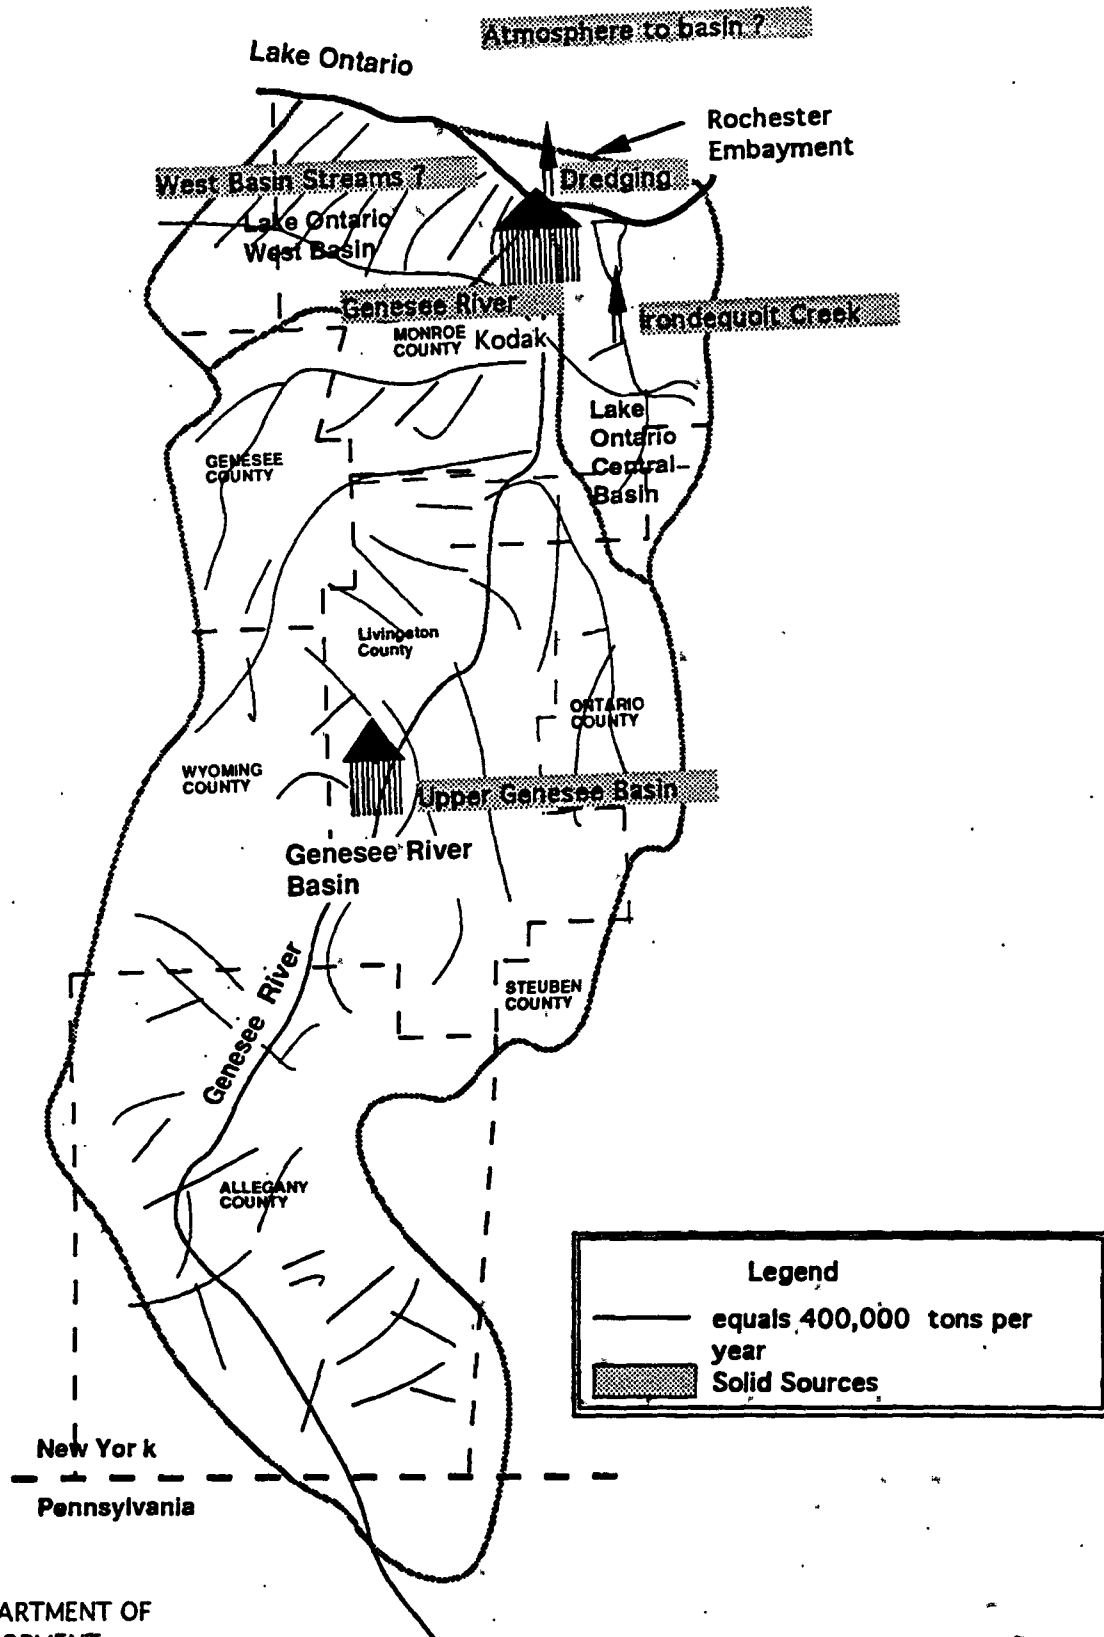 Atmosphere to basin ?
Lake Ontario
Rochester
Embayment
West Basin Streams ?
Dredging
Lake Ontario
West Basin
Genesee River
Irondequoit Creek
MONROE
COUNTY
Kodak
Lake
Ontario
Central
Basin
GENESEE
COUNTY
Livingston
County
ONTARIO
COUNTY
WYOMING
COUNTY
Upper Genesee Basin
Genesee River
Basin
Genesee River
STEUBEN
COUNTY
ALLEGANY
COUNTY
Legend
equals 400,000 tons per
year
Solid Sources
New York
Pennsylvania
ARTMENT OF